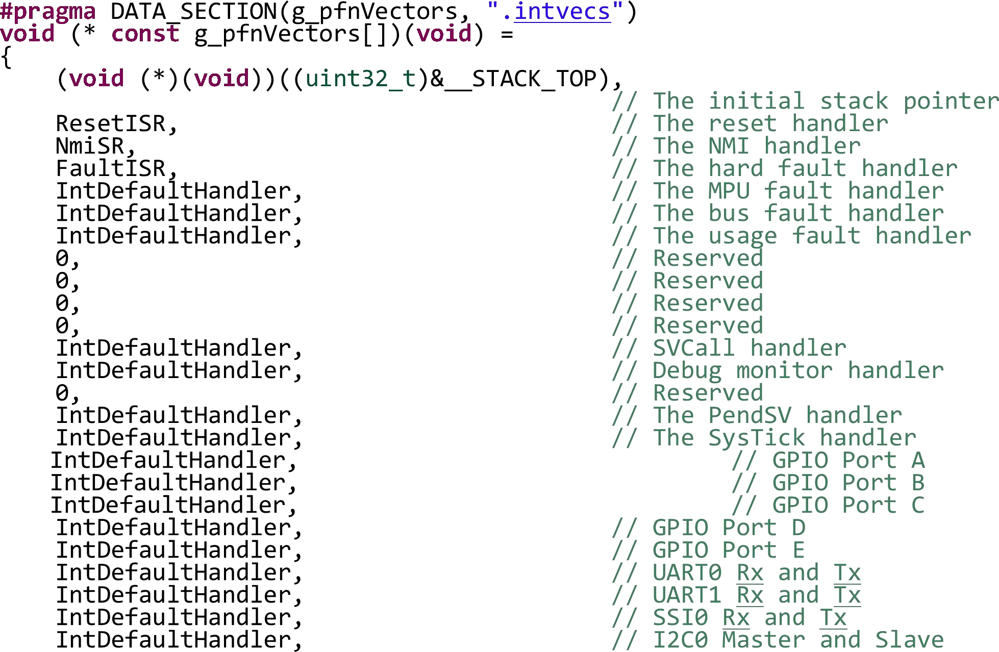 #pragma DATA_SECTION(g_pfnVectors, ".intvecs")
void (* const g_pfnVectors[])(void) =
{
    (void (*)(void))((uint32_t)&__STACK_TOP),
                                            // The initial stack pointer
    ResetISR,                               // The reset handler
    NmiSR,                                  // The NMI handler
    FaultISR,                               // The hard fault handler
    IntDefaultHandler,                      // The MPU fault handler
    IntDefaultHandler,                      // The bus fault handler
    IntDefaultHandler,                      // The usage fault handler
    0,                                      // Reserved
    0,                                      // Reserved
    0,                                      // Reserved
    0,                                      // Reserved
    IntDefaultHandler,                      // SVCall handler
    IntDefaultHandler,                      // Debug monitor handler
    0,                                      // Reserved
    IntDefaultHandler,                      // The PendSV handler
    IntDefaultHandler,                      // The SysTick handler
    IntDefaultHandler,                               // GPIO Port A
    IntDefaultHandler,                               // GPIO Port B
    IntDefaultHandler,                               // GPIO Port C
    IntDefaultHandler,                      // GPIO Port D
    IntDefaultHandler,                      // GPIO Port E
    IntDefaultHandler,                      // UART0 Rx and Tx
    IntDefaultHandler,                      // UART1 Rx and Tx
    IntDefaultHandler,                      // SSI0 Rx and Tx
    IntDefaultHandler,                      // I2C0 Master and Slave